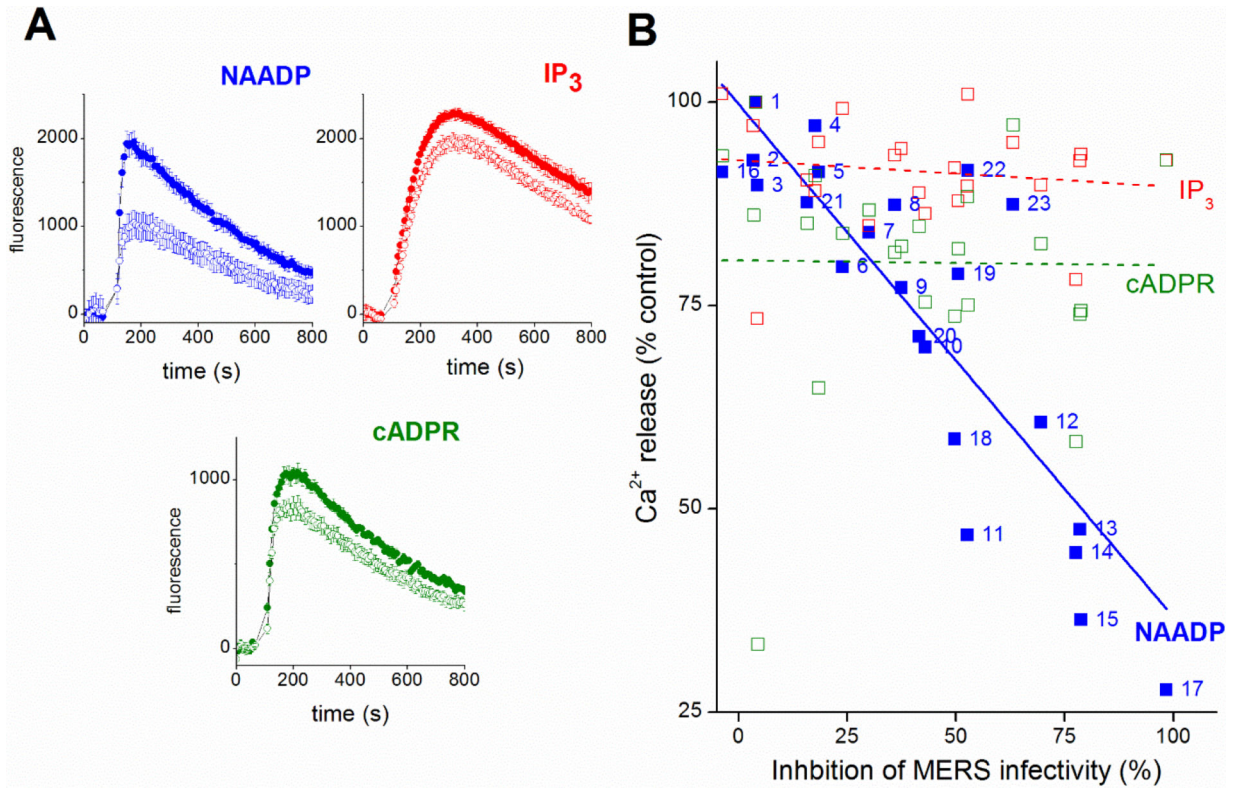 A
NAADP
fluorescence
2000
1000
0
0 200 400 600 800
time (s)
IP3
0 200 400 600 800
time (s)
cADPR
fluorescence
1000
0
0 200 400 600 800
time (s)
B
Ca2+ release (% control)
100
75
50
25
1
4
2
16
3
5
22
21
8
23
7
6
19
9
20
10
12
18
11
13
14
15
17
IP3
cADPR
NAADP
0 25 50 75 100
Inhbition of MERS infectivity (%)